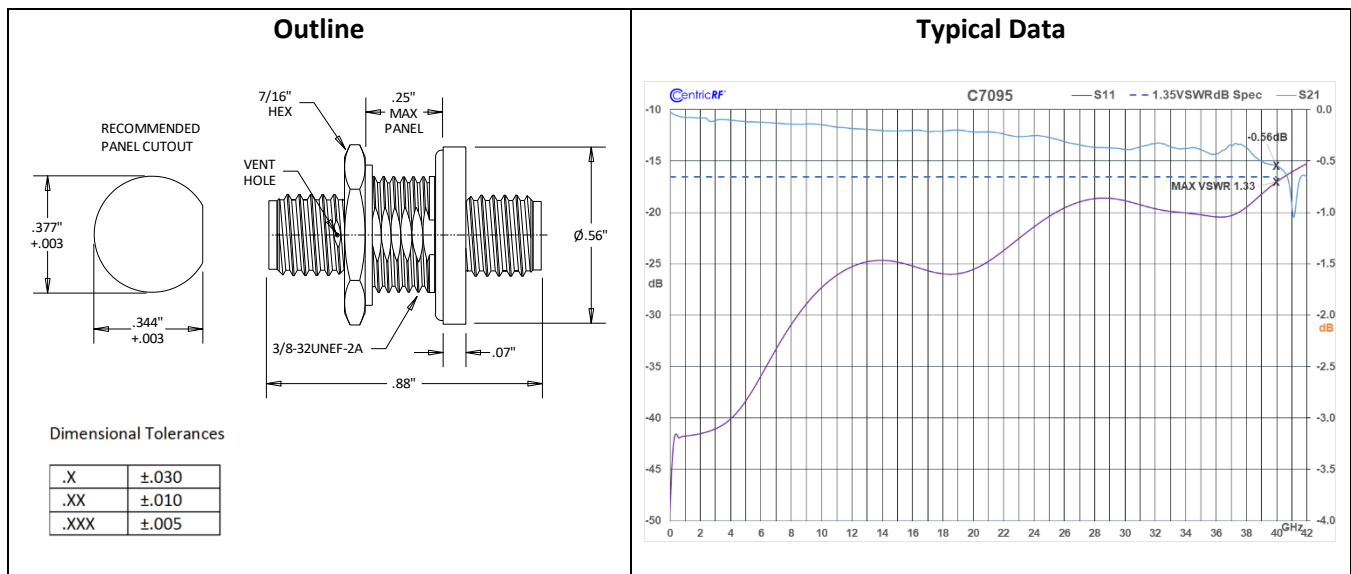 Outline
7/16"
HEX
.25"
MAX
PANEL
RECOMMENDED
PANEL CUTOUT
VENT
HOLE
.377"
+.003
Ø.56"
.344"
+.003
3/8-32UNEF-2A
.07"
.88"
Dimensional Tolerances
.X ±.030
.XX ±.010
.XXX ±.005
Typical Data
CentricRF C7095 S11 1.35VSWRdB Spec S21
-10 0.0
-0.56dB
-15 -0.5
MAX VSWR 1.33
-20 -1.0
-25 -1.5
dB
-30 -2.0
dB
-35 -2.5
-40 -3.0
-45 -3.5
-50 -4.0
0 2 4 6 8 10 12 14 16 18 20 22 24 26 28 30 32 34 36 38 40 GHz 42